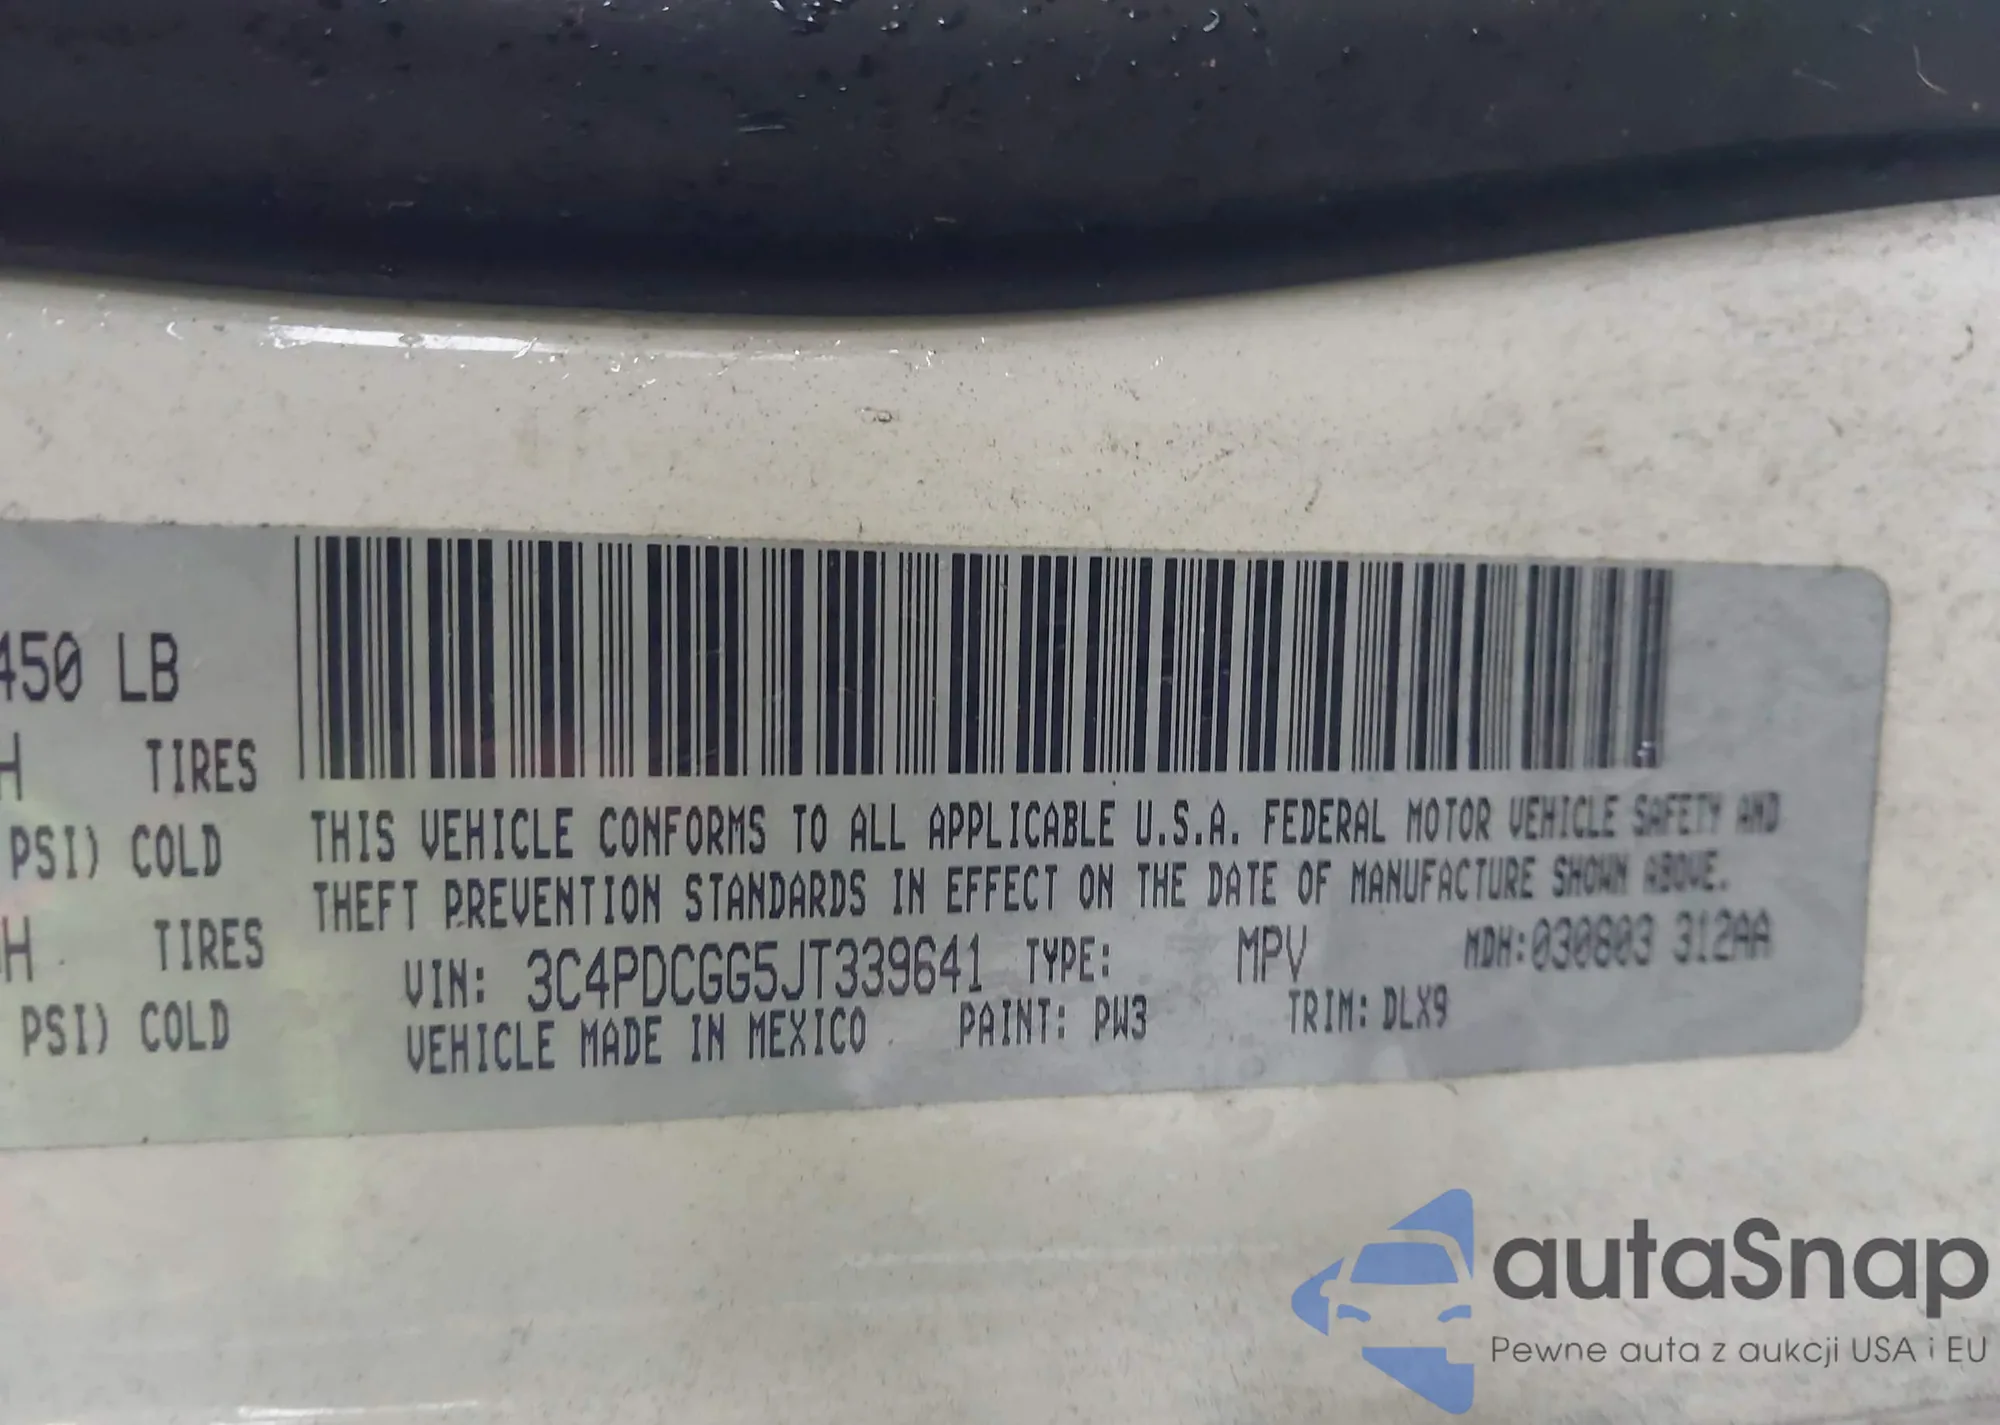 450 LB
H TIRES
PSI) COLD
H TIRES
PSI) COLD
THIS VEHICLE CONFORMS TO ALL APPLICABLE U.S.A. FEDERAL MOTOR VEHICLE SAFETY AND
THEFT PREVENTION STANDARDS IN EFFECT ON THE DATE OF MANUFACTURE SHOWN ABOVE.
VIN: 3C4PDCGG5JT339641 TYPE: MPV MDH:030803 312AA
VEHICLE MADE IN MEXICO PAINT: PW3 TRIM: DLX9
autaSnap
Pewne auta z aukcji USA i EU